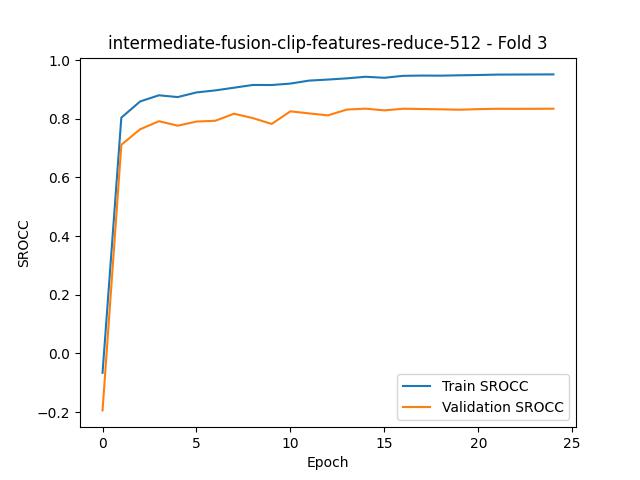 intermediate-fusion-clip-features-reduce-512 - Fold 3
1.0
0.8
0.6
0.4
0.2
0.0
−0.2
SROCC
0 5 10 15 20 25
Epoch
Train SROCC
Validation SROCC